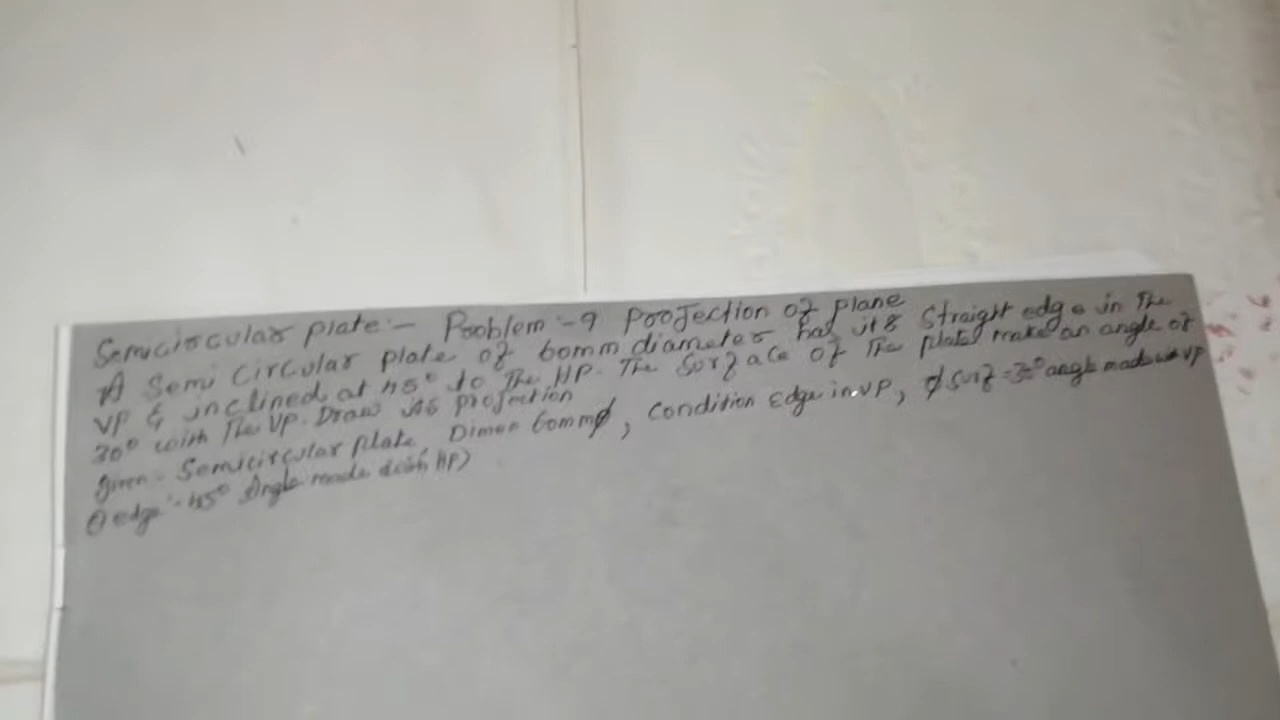 Semicircular plate:- Problem-9 Projection of plane
A Semi Circular plate of 60mm diameter has it8 Straight edge in The
VP & inclined at 45° to The HP. The Surface of The plate make an angle of
30° with The VP. Draw its projection
given - Semicircular plate, Dimen 60mmφ, Condition Edge in VP, φ surf = 30° angle made with VP
θ edge - 45° Angle made with HP)